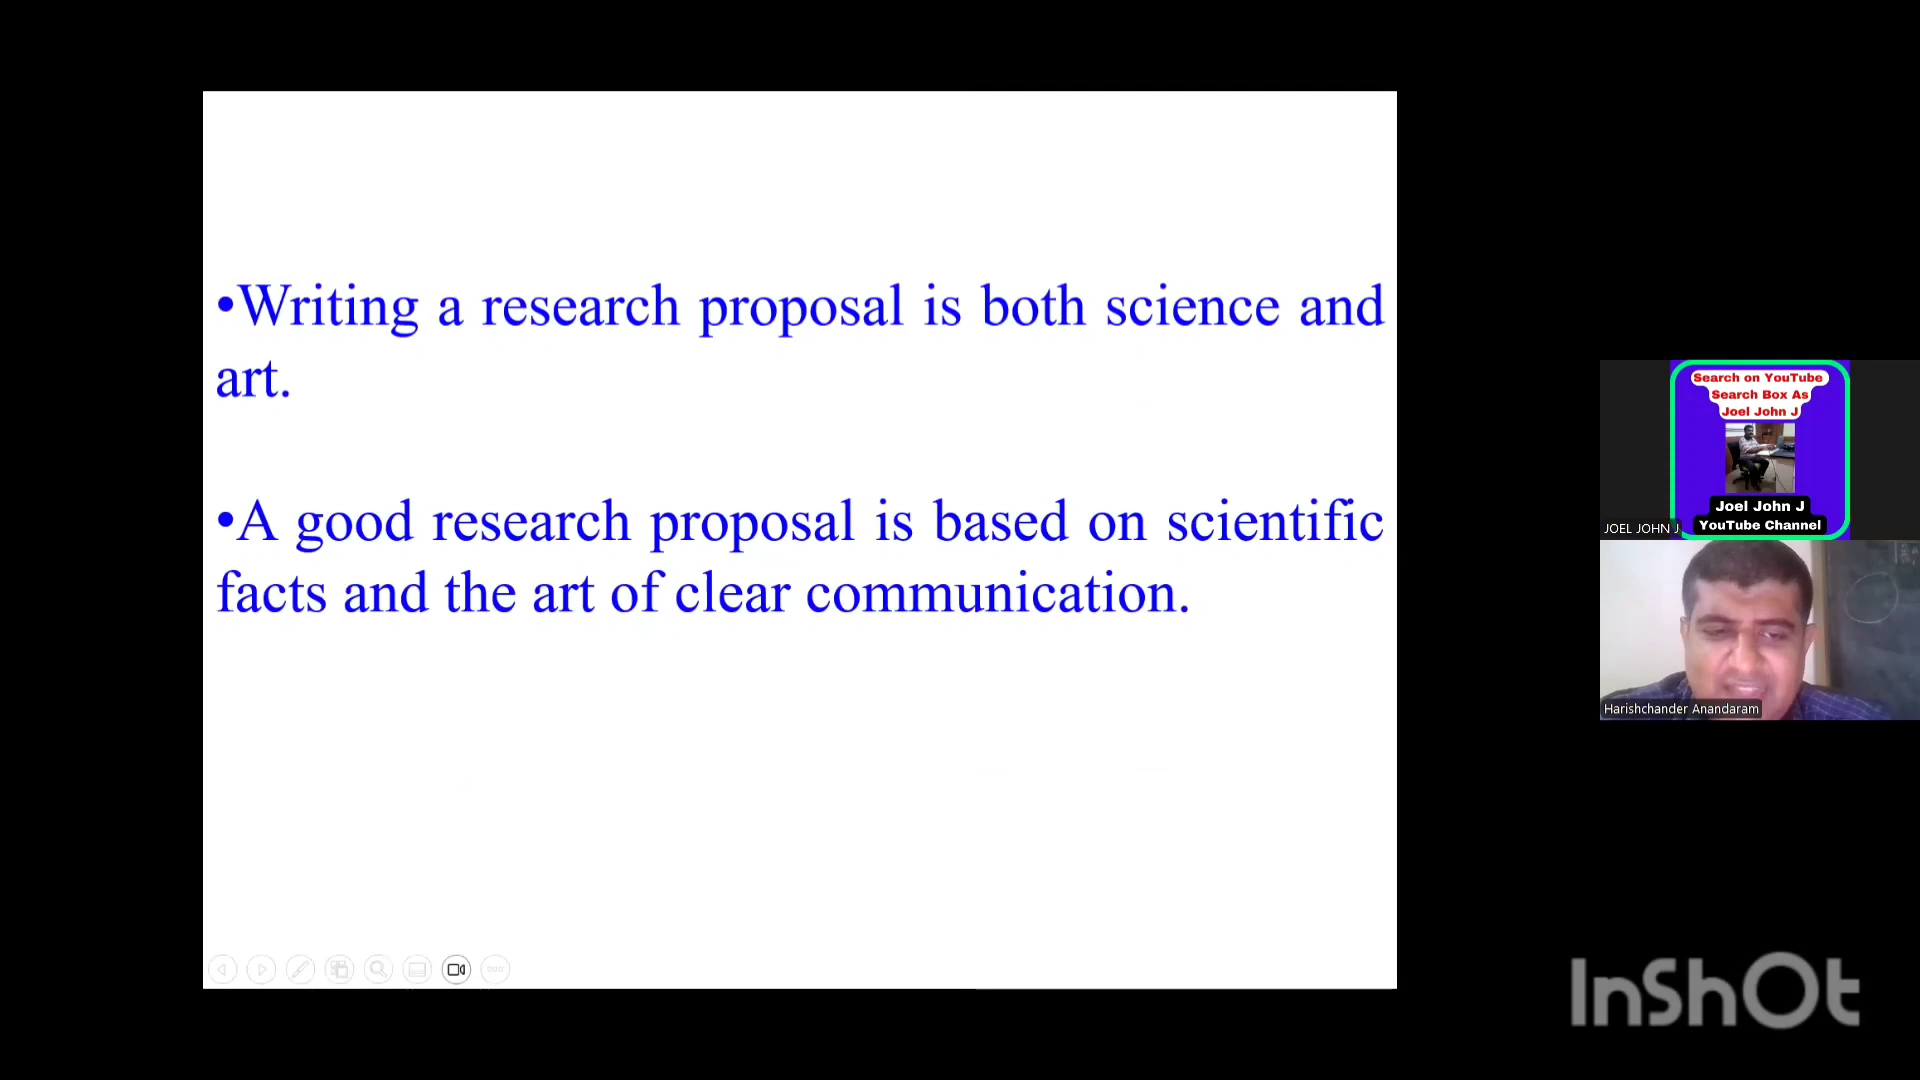 •Writing a research proposal is both science and
art.
•A good research proposal is based on scientific
facts and the art of clear communication.
Search on YouTube
Search Box As
Joel John J
Joel John J
YouTube Channel
JOEL JOHN J
Harishchander Anandaram
InShOt